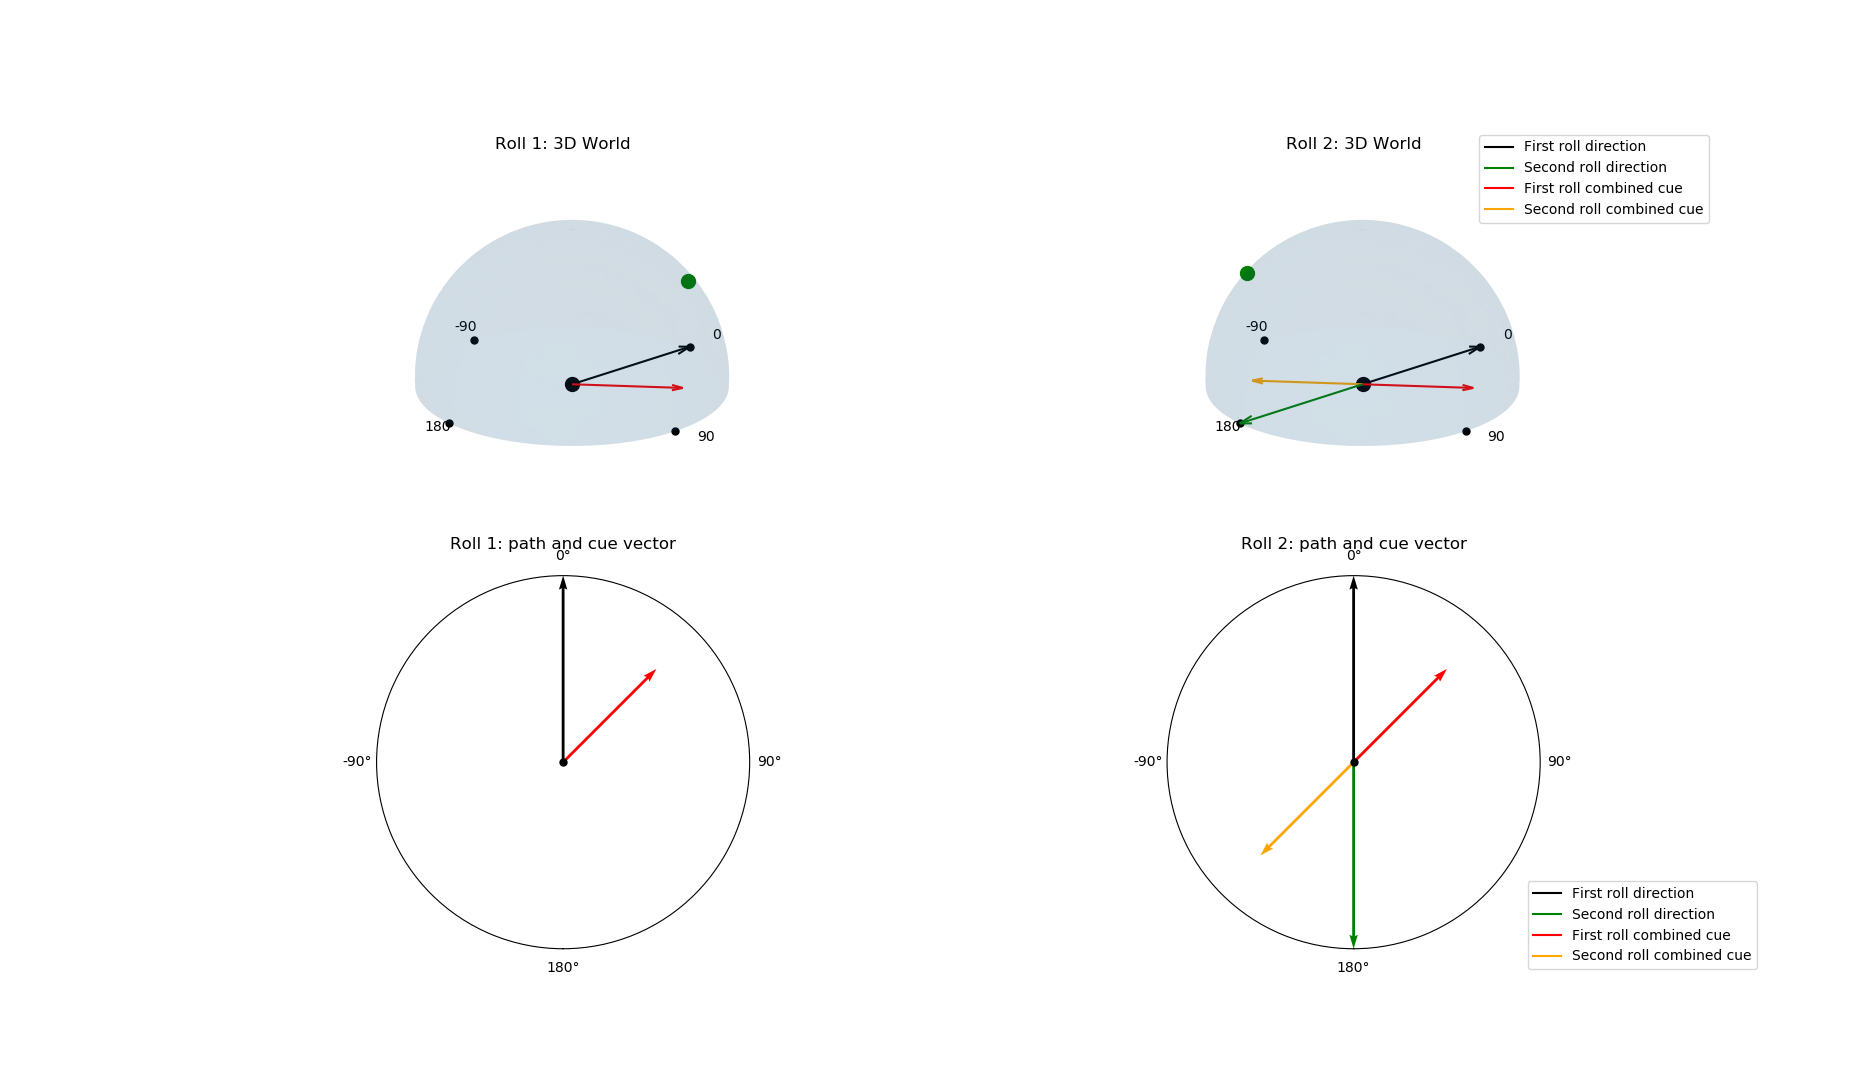 Roll 1: 3D World
-90
0
180
90
Roll 2: 3D World
First roll direction
Second roll direction
First roll combined cue
Second roll combined cue
-90
0
180
90
Roll 1: path and cue vector
0°
-90°
90°
180°
Roll 2: path and cue vector
0°
-90°
90°
180°
First roll direction
Second roll direction
First roll combined cue
Second roll combined cue